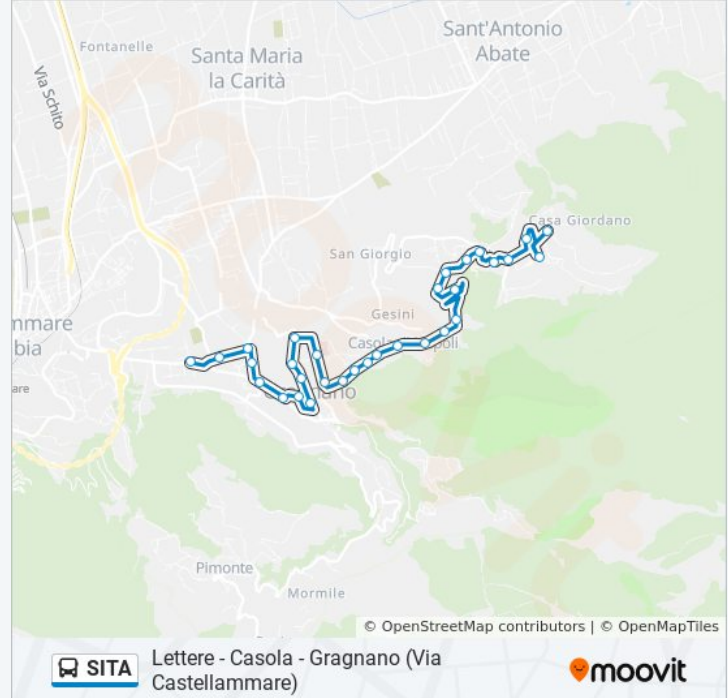 Sant'Antonio
Abate
Fontanelle
Santa Maria
la Carità
Via Schito
Casa Giordano
San Giorgio
Gesini
mmare
bia
are
Pimonte
Mormile
© OpenStreetMap contributors | © OpenMapTiles
SITA
Lettere - Casola - Gragnano (Via
Castellammare)
moovit